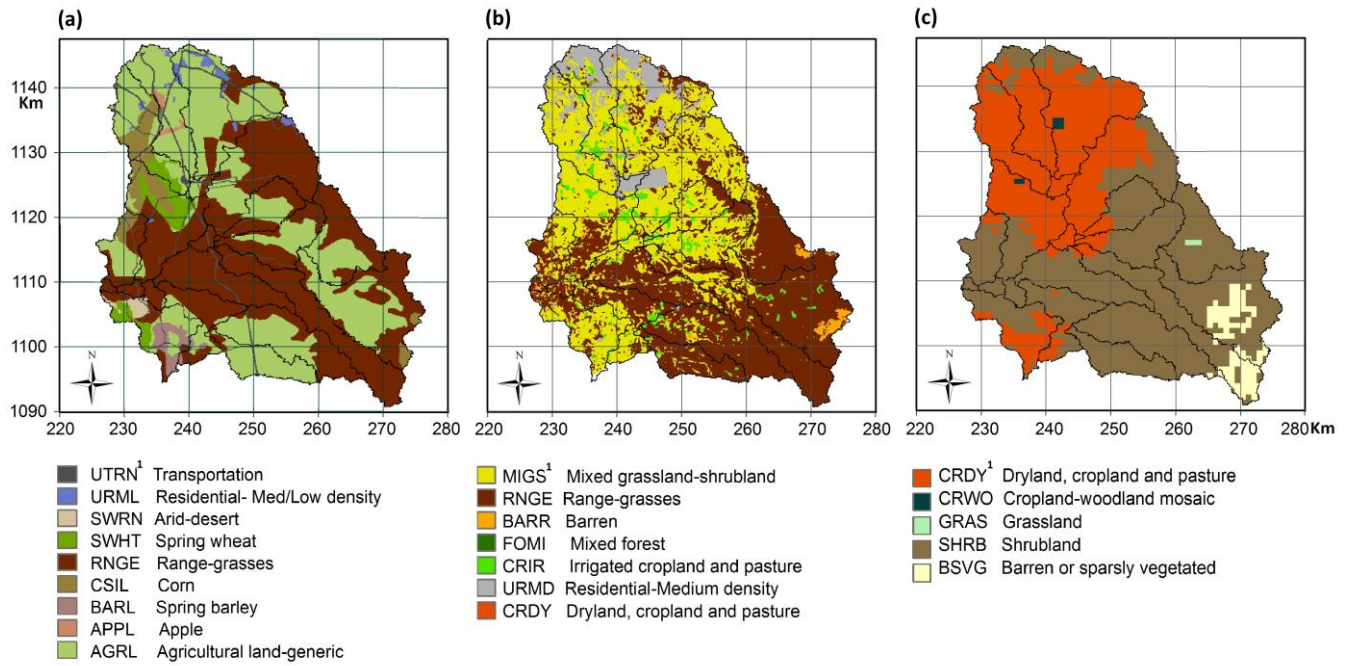 (a)
(b)
(c)
1140
Km
1130
1120
1110
1100
1090
N
N
N
220 230 240 250 260 270 280
220 230 240 250 260 270 280
220 230 240 250 260 270 280 Km
UTRN¹ Transportation
URML Residential- Med/Low density
SWRN Arid-desert
SWHT Spring wheat
RNGE Range-grasses
CSIL Corn
BARL Spring barley
APPL Apple
AGRL Agricultural land-generic
MIGS¹ Mixed grassland-shrubland
RNGE Range-grasses
BARR Barren
FOMI Mixed forest
CRIR Irrigated cropland and pasture
URMD Residential-Medium density
CRDY Dryland, cropland and pasture
CRDY¹ Dryland, cropland and pasture
CRWO Cropland-woodland mosaic
GRAS Grassland
SHRB Shrubland
BSVG Barren or sparsly vegetated